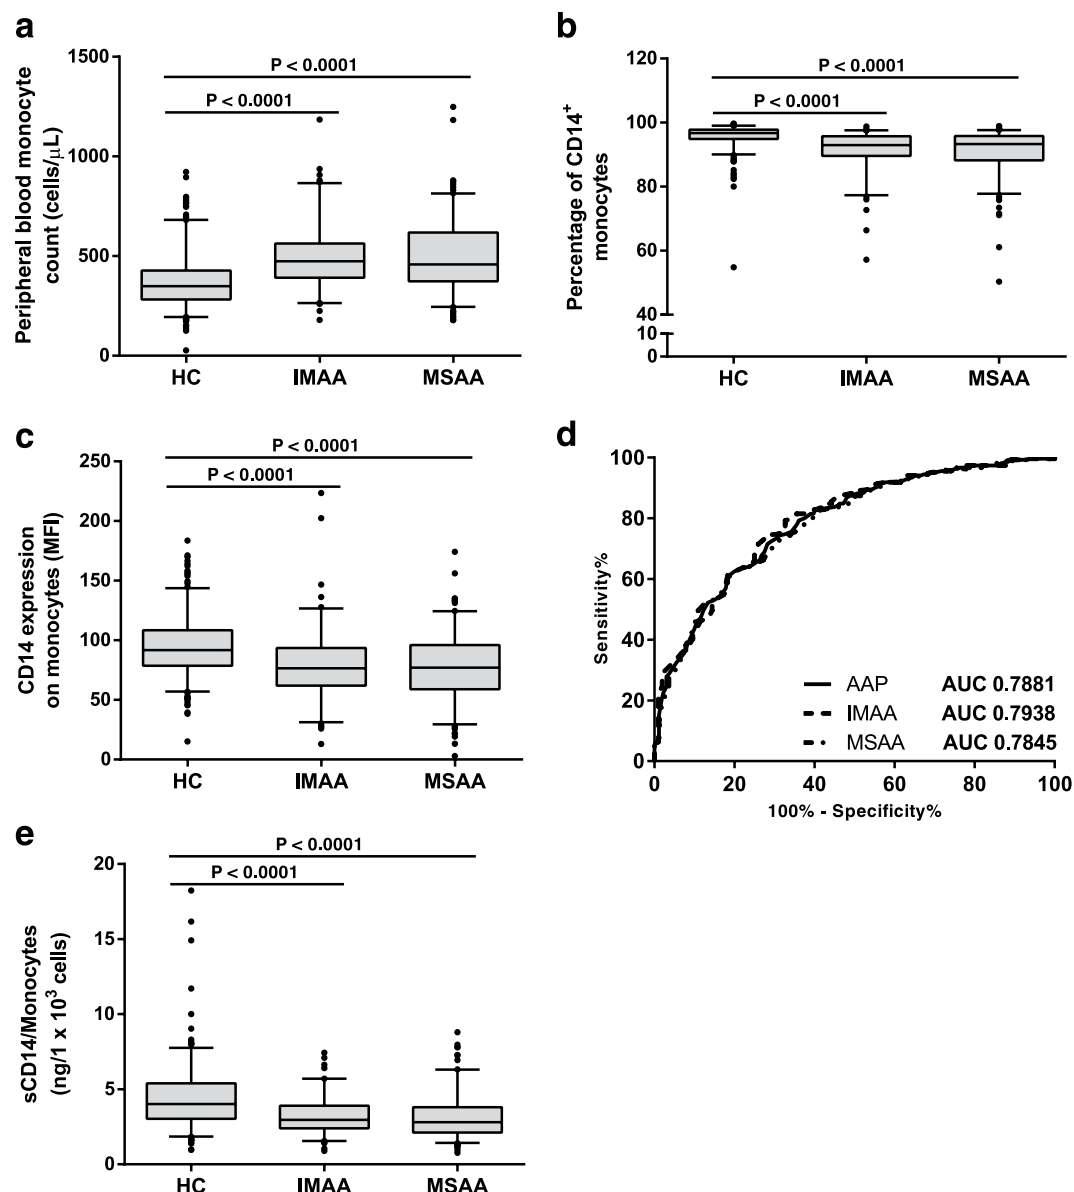 a
Peripheral blood monocyte
count (cells/μL)
1500
1000
500
0
P < 0.0001
P < 0.0001
HC IMAA MSAA
b
Percentage of CD14⁺
monocytes
120
100
80
60
40
10
0
P < 0.0001
P < 0.0001
HC IMAA MSAA
c
CD14 expression
on monocytes (MFI)
250
200
150
100
50
0
P < 0.0001
P < 0.0001
HC IMAA MSAA
d
Sensitivity%
100
80
60
40
20
0
AAP AUC 0.7881
IMAA AUC 0.7938
MSAA AUC 0.7845
0 20 40 60 80 100
100% - Specificity%
e
sCD14/Monocytes
(ng/1 x 10³ cells)
20
15
10
5
0
P < 0.0001
P < 0.0001
HC IMAA MSAA